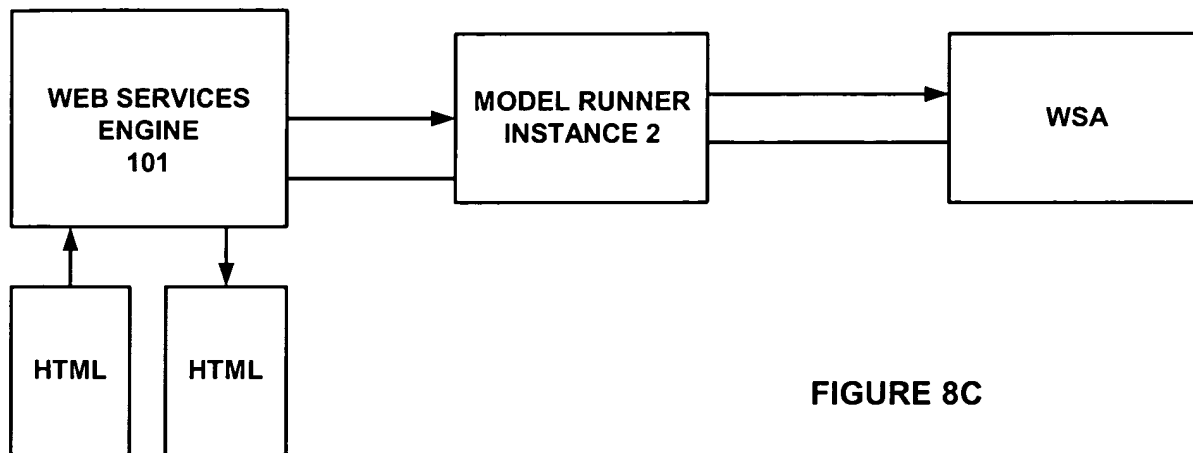 WEB SERVICES
ENGINE
101
MODEL RUNNER
INSTANCE 2
WSA
HTML
HTML
FIGURE 8C